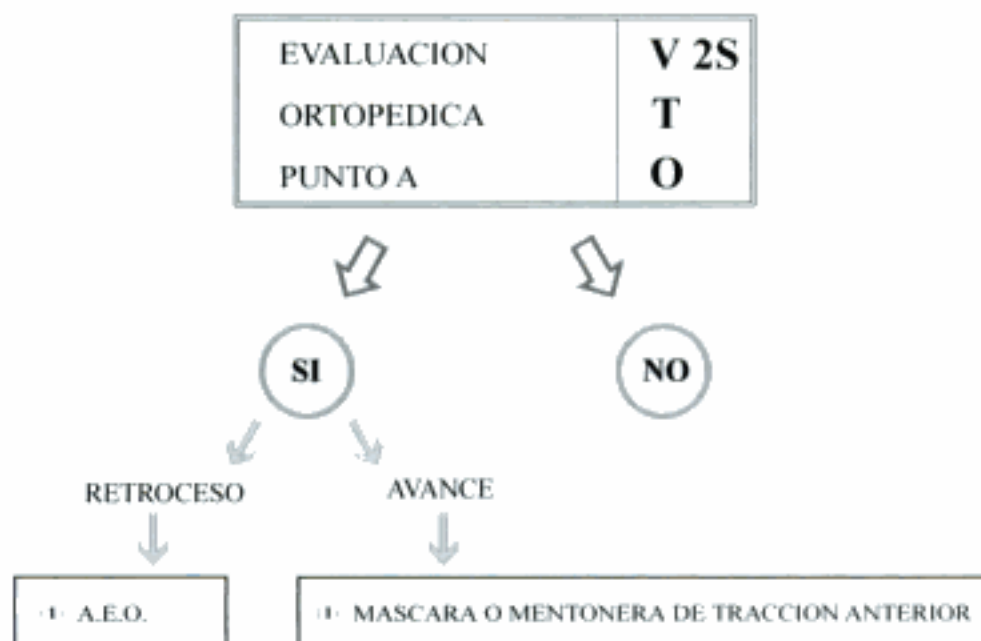 EVALUACION V 2S
ORTOPEDICA T
PUNTO A O
SI NO
RETROCESO AVANCE
(1) A.E.O. (1) MASCARA O MENTONERA DE TRACCION ANTERIOR